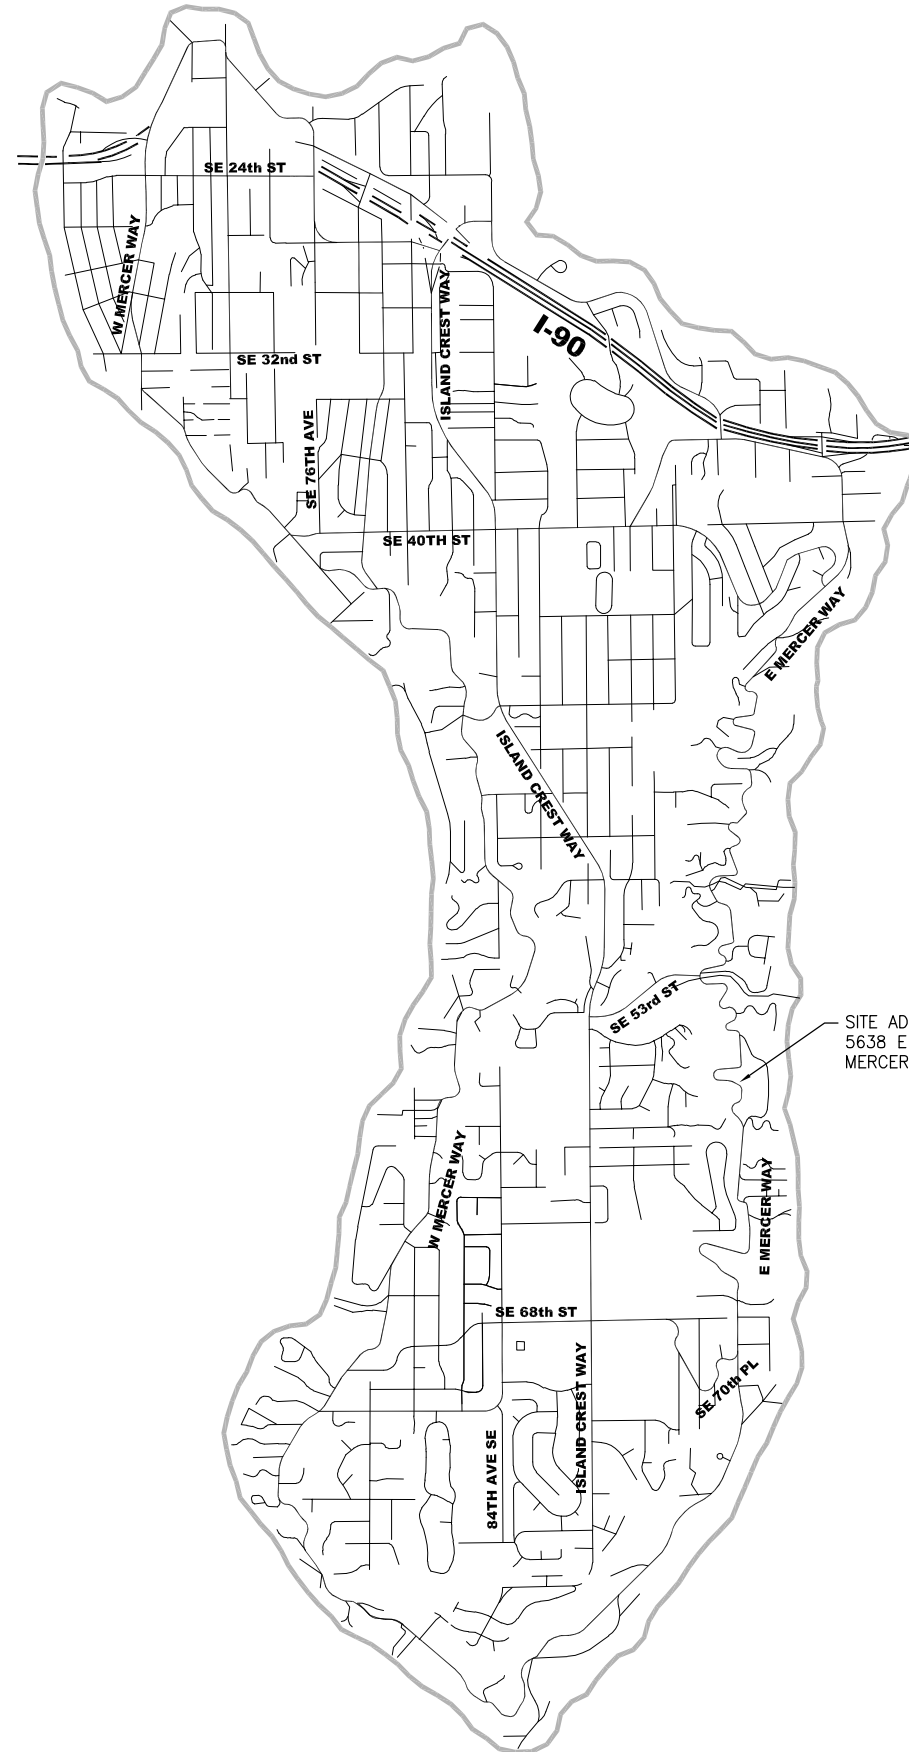 SE 24th ST
W MERCER WAY
ISLAND CREST WAY
I-90
SE 32nd ST
SE 76TH AVE
SE 40TH ST
E MERCER WAY
ISLAND CREST WAY
SE 53rd ST
SITE AD
5638 E
MERCER
W MERCER WAY
E MERCER WAY
SE 68th ST
ISLAND CREST WAY
SE 70th PL
84TH AVE SE